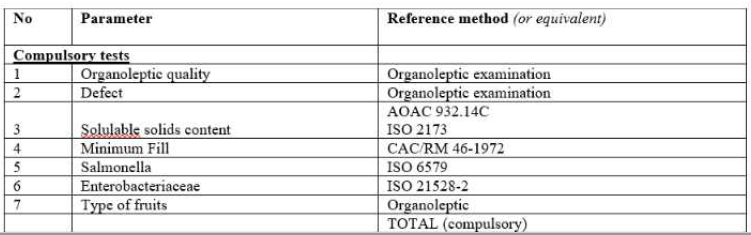 No Parameter Reference method (or equivalent)
Compulsory tests
1 Organoleptic quality Organoleptic examination
2 Defect Organoleptic examination
AOAC 932.14C
3 Solulable solids content ISO 2173
4 Minimum Fill CAC/RM 46-1972
5 Salmonella ISO 6579
6 Enterobacteriaceae ISO 21528-2
7 Type of fruits Organoleptic
TOTAL (compulsory)